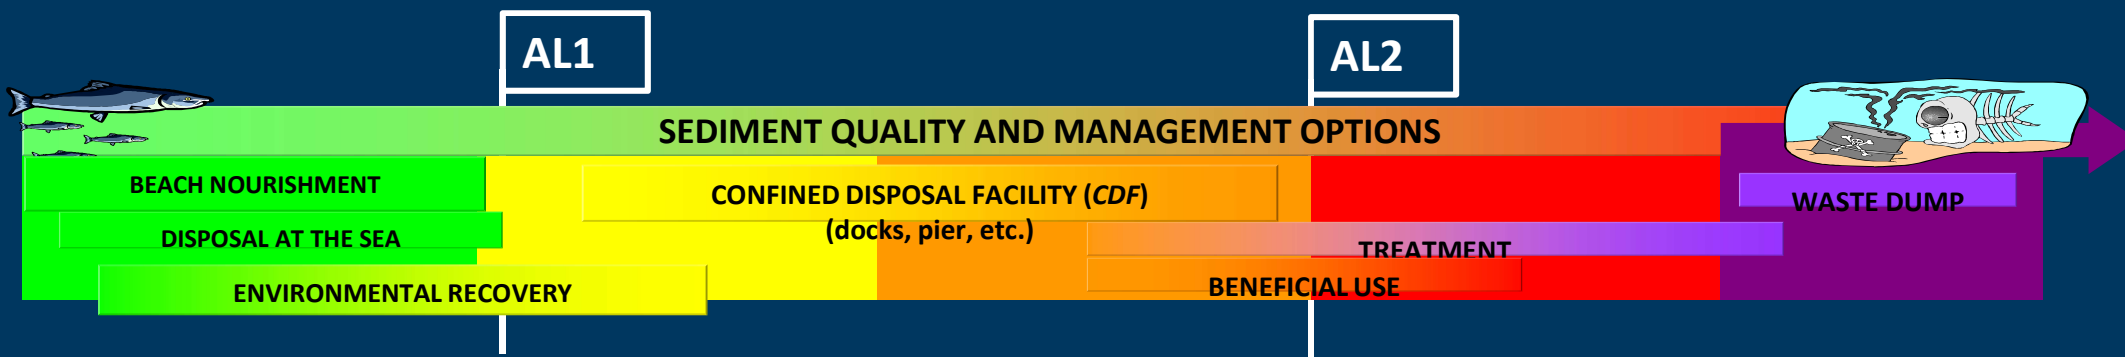 AL1
AL2
SEDIMENT QUALITY AND MANAGEMENT OPTIONS
BEACH NOURISHMENT
CONFINED DISPOSAL FACILITY (CDF)
(docks, pier, etc.)
WASTE DUMP
DISPOSAL AT THE SEA
TREATMENT
ENVIRONMENTAL RECOVERY
BENEFICIAL USE